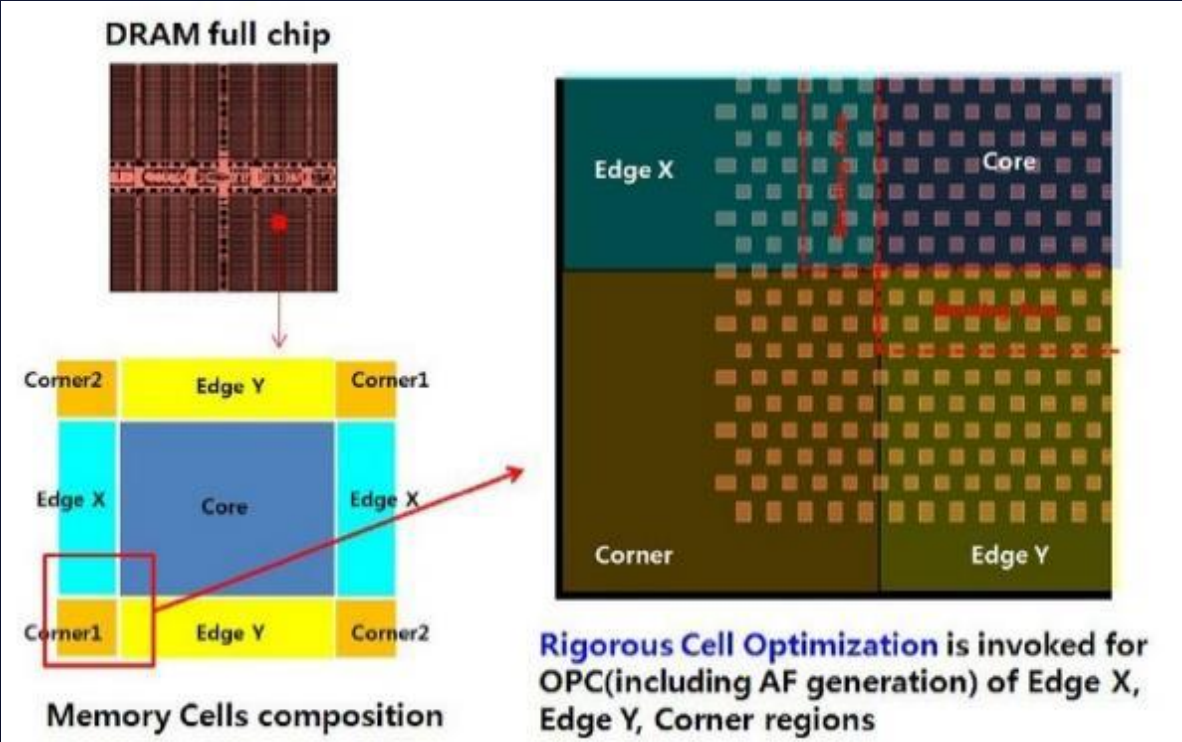 DRAM full chip
Corner2
Edge Y
Corner1
Edge X
Core
Edge X
Corner1
Edge Y
Corner2
Memory Cells composition
Edge X
Core
Corner
Edge Y
Rigorous Cell Optimization is invoked for
OPC(including AF generation) of Edge X,
Edge Y, Corner regions